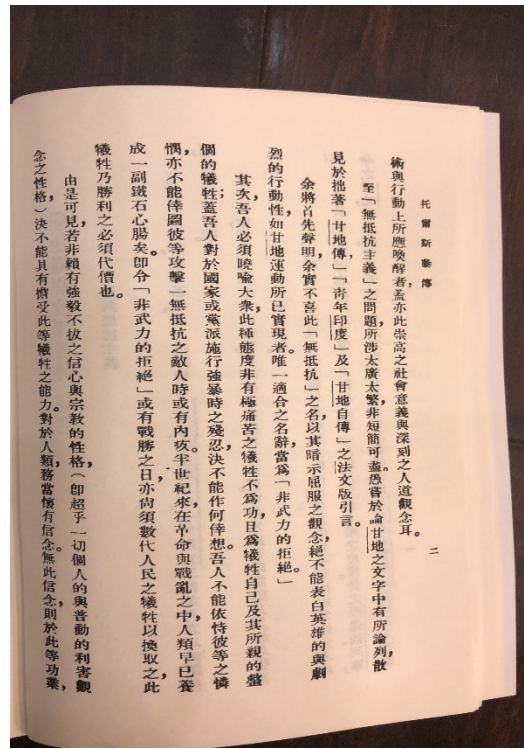 托爾斯泰傳
二
術與行動上所應喚醒者蓋亦此崇高之社會意義與深刻之人道觀念耳。
至「無抵抗主義」之問題，所涉太廣太繁，非短簡可盡。愚嘗於論甘地之文字中有所論列，散
見於拙著「甘地傳」「青年印度」及「甘地自傳」之法文版引言。
余將首先聲明，余實不喜此「無抵抗」之名，以其暗示屈服之觀念，絕不能表白英雄的與劇
烈的行動性，如甘地運動所已實現者。唯一適合之名辭，當爲「非武力的拒絕。」
其次，吾人必須曉喻大衆，此種態度非有極痛苦之犧牲不爲功；且爲犧牲自己及其所親的整
個的犧牲；蓋吾人對於國家或黨派施行強暴時之殘忍，決不能作何倖想。吾人不能依恃彼等之憐
憫，亦不能倖圖彼等攻擊一無抵抗之敵人時或有內疚。半世紀來，在革命與戰亂之中，人類早已養
成一副鐵石心腸矣。卽令「非武力的拒絕」或有戰勝之日，亦尚須數代人民之犧牲以換取之，此
犧牲乃勝利之必須代價也。
由是可見，若非賴有強毅不拔之信心與宗教的性格，（卽超乎一切個人的與普動的利害觀
念之性格，）決不能具有擔受此等犧牲之能力。對於人類，務當懷有信念。無此信念，則於此等功業，